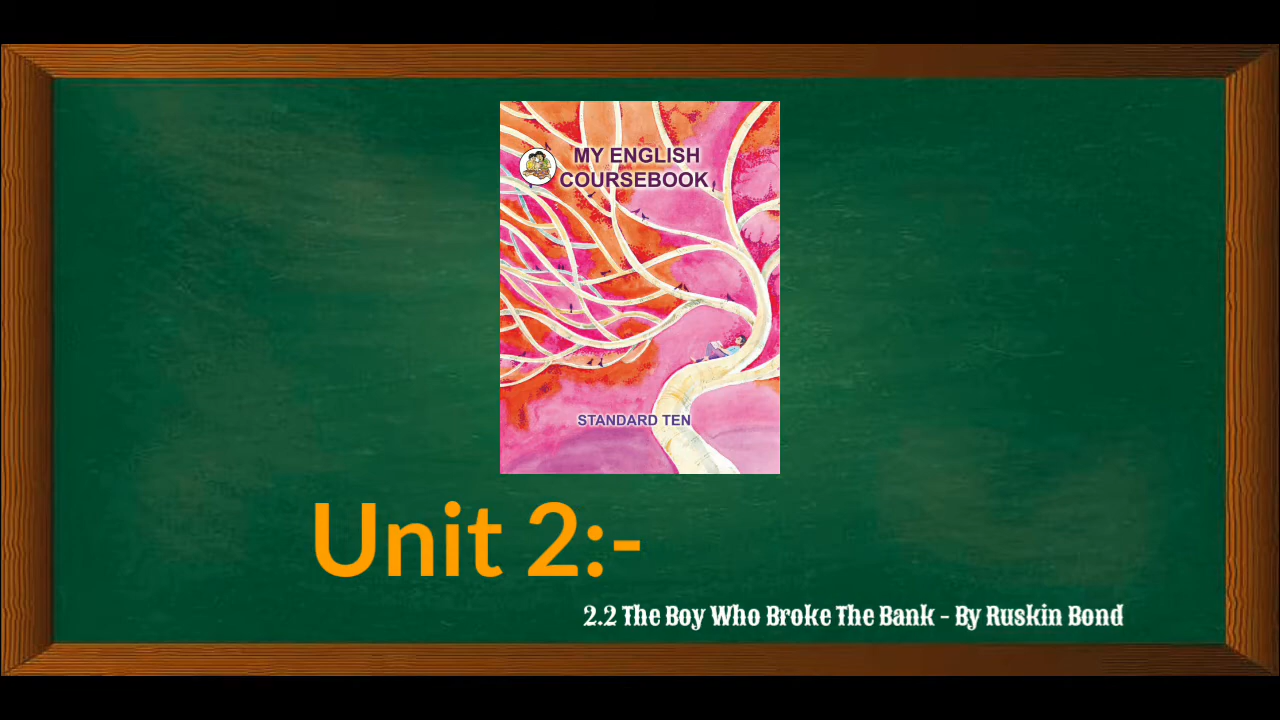 MY ENGLISH
COURSEBOOK
STANDARD TEN
Unit 2:-
2.2 The Boy Who Broke The Bank - By Ruskin Bond